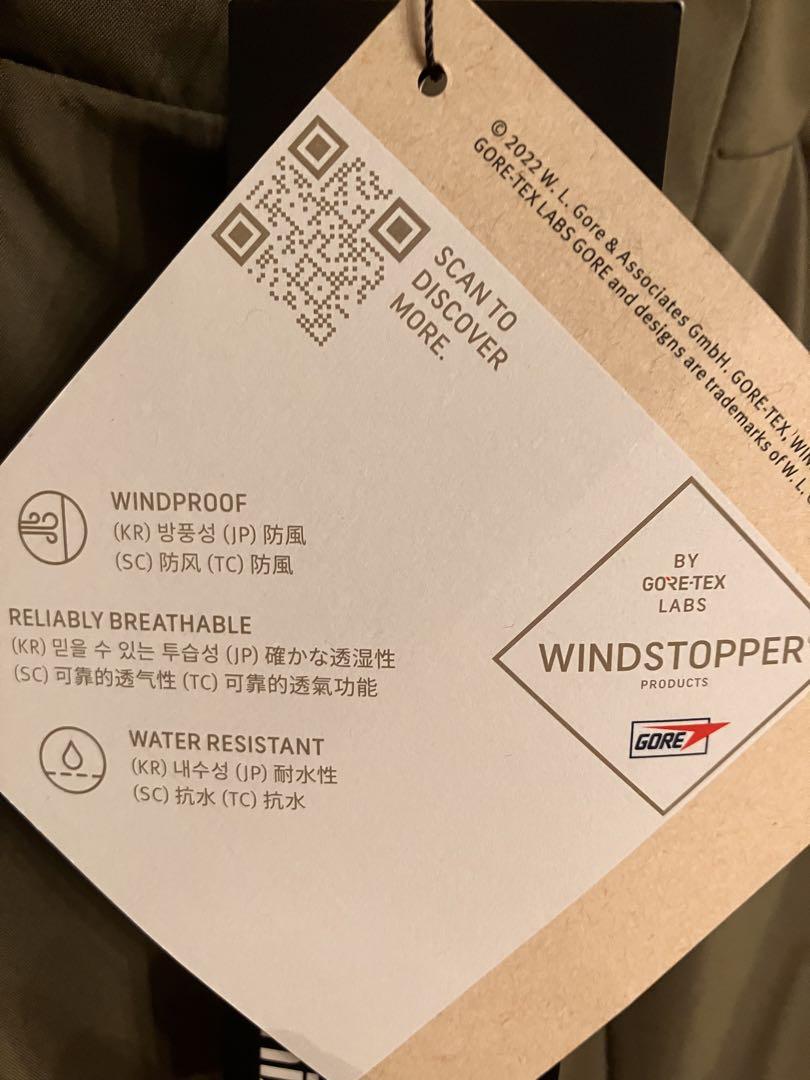 © 2022 W. L. Gore & Associates GmbH. GORE-TEX,
GORE-TEX LABS GORE and designs are trademarks of W. L.
SCAN TO
DISCOVER
MORE.
WINDPROOF
(KR) 방풍성 (JP) 防風
(SC) 防风 (TC) 防風
RELIABLY BREATHABLE
(KR) 믿을 수 있는 투습성 (JP) 確かな透湿性
(SC) 可靠的透气性 (TC) 可靠的透氣功能
WATER RESISTANT
(KR) 내수성 (JP) 耐水性
(SC) 抗水 (TC) 抗水
BY
GORE-TEX
LABS
WINDSTOPPER
PRODUCTS
GORE